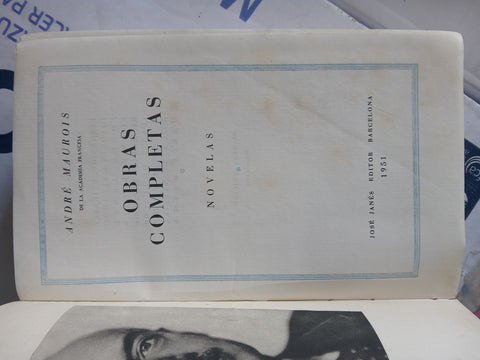 ANDRÉ MAUROIS
DE LA ACADEMIA FRANCESA
OBRAS
COMPLETAS
NOVELAS
JOSÉ JANÉS EDITOR BARCELONA
1951